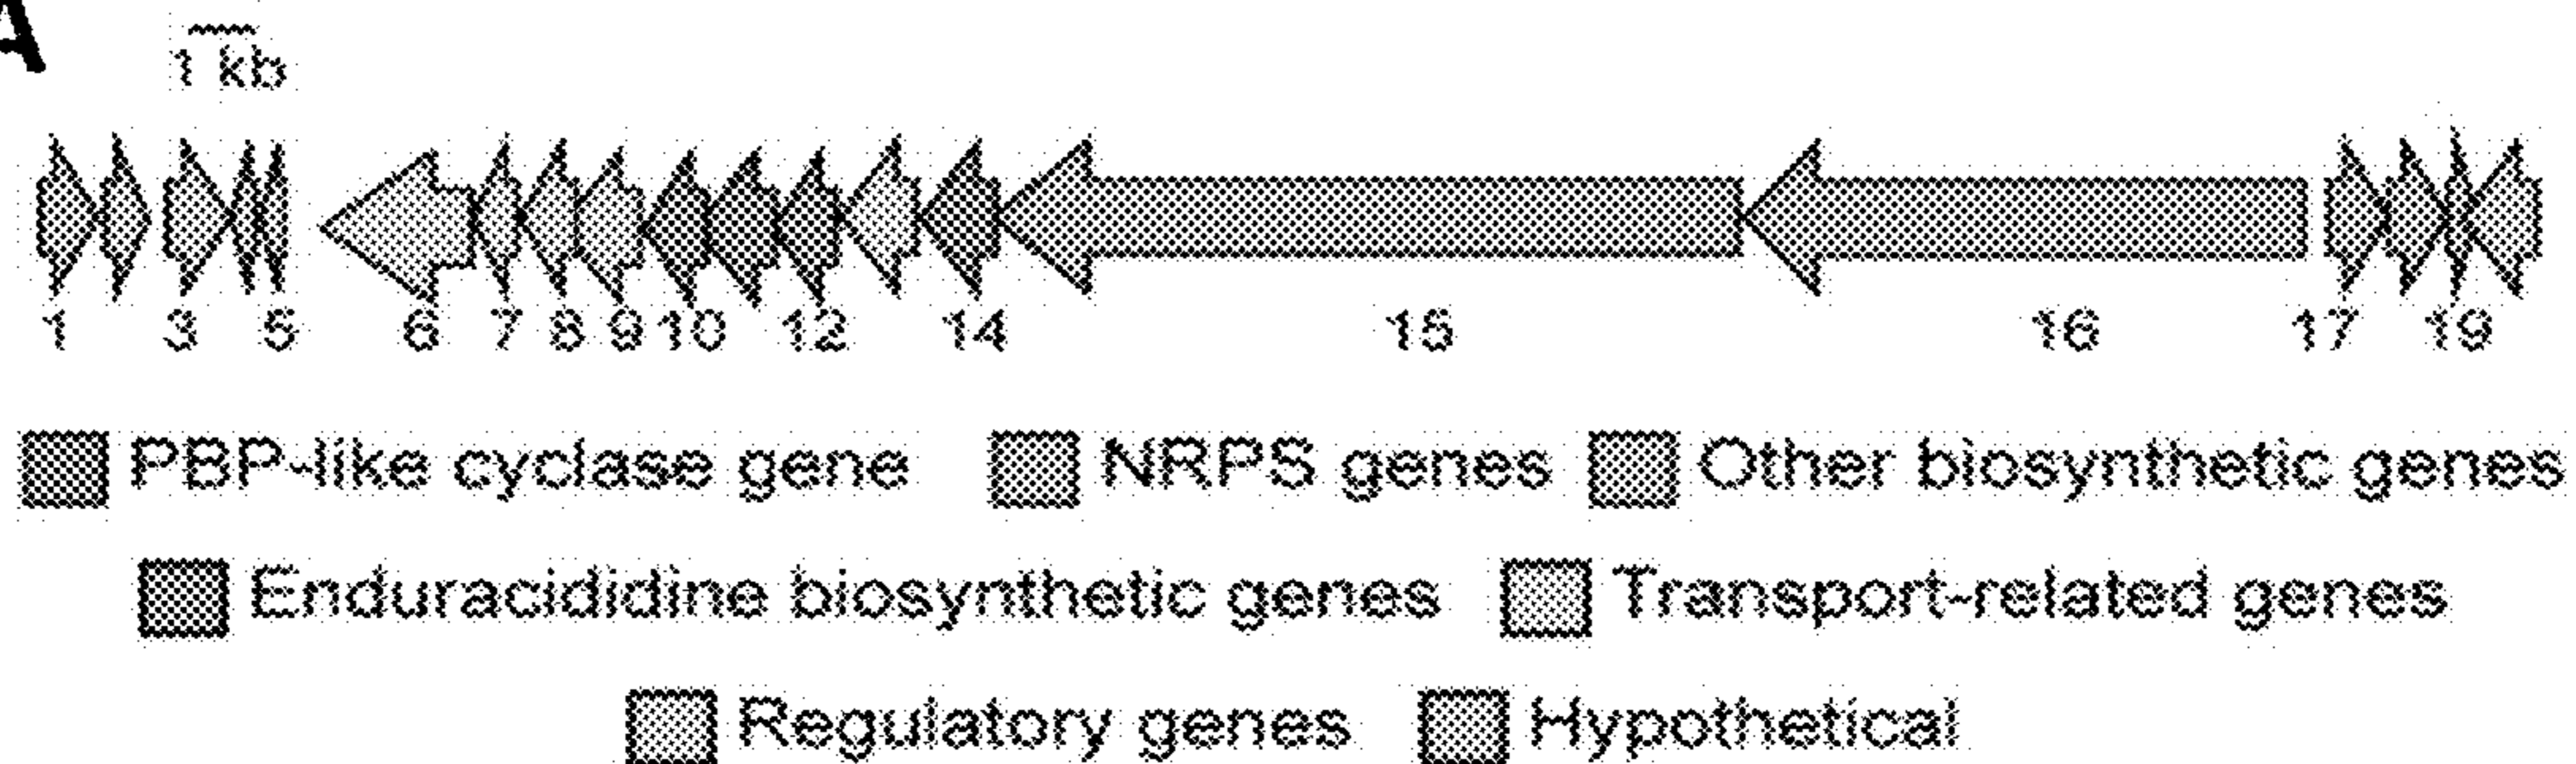 A
1 kb
1 3 5 6 7 8 9 10 12 14 15 16 17 19
PBP-like cyclase gene NRPS genes Other biosynthetic genes
Enduracididine biosynthetic genes Transport-related genes
Regulatory genes Hypothetical